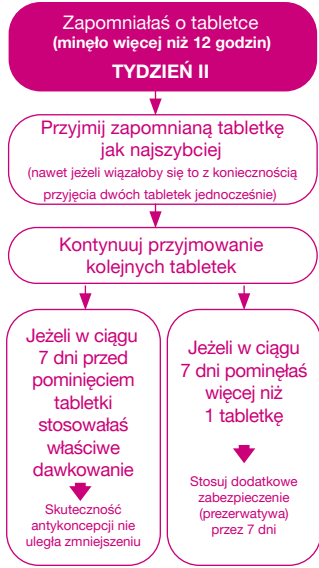 Zapomniałaś o tabletce
(minęło więcej niż 12 godzin)
TYDZIEŃ II
Przyjmij zapomnianą tabletkę
jak najszybciej
(nawet jeżeli wiązałoby się to z koniecznością
przyjęcia dwóch tabletek jednocześnie)
Kontynuuj przyjmowanie
kolejnych tabletek
Jeżeli w ciągu
7 dni przed
pominięciem
tabletki
stosowałaś
właściwe
dawkowanie
Skuteczność
antykoncepcji nie
uległa zmniejszeniu
Jeżeli w ciągu
7 dni pominęłaś
więcej niż
1 tabletkę
Stosuj dodatkowe
zabezpieczenie
(prezerwatywa)
przez 7 dni